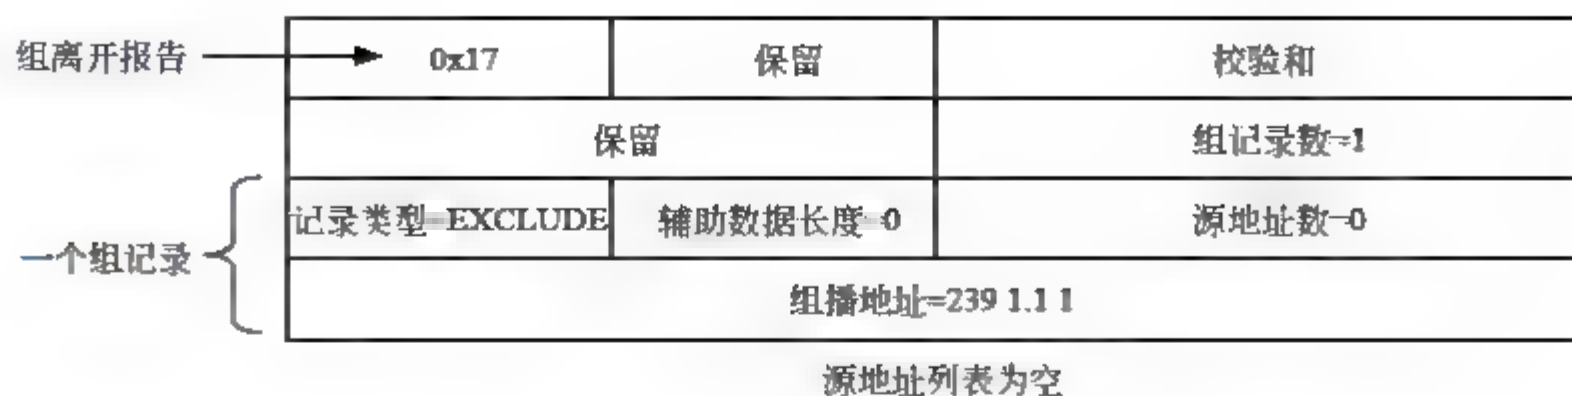 组离开报告 0x17 保留 校验和
保留 组记录数=1
记录类型=EXCLUDE 辅助数据长度=0 源地址数=0
一个组记录
组播地址=239 1.1 1
源地址列表为空